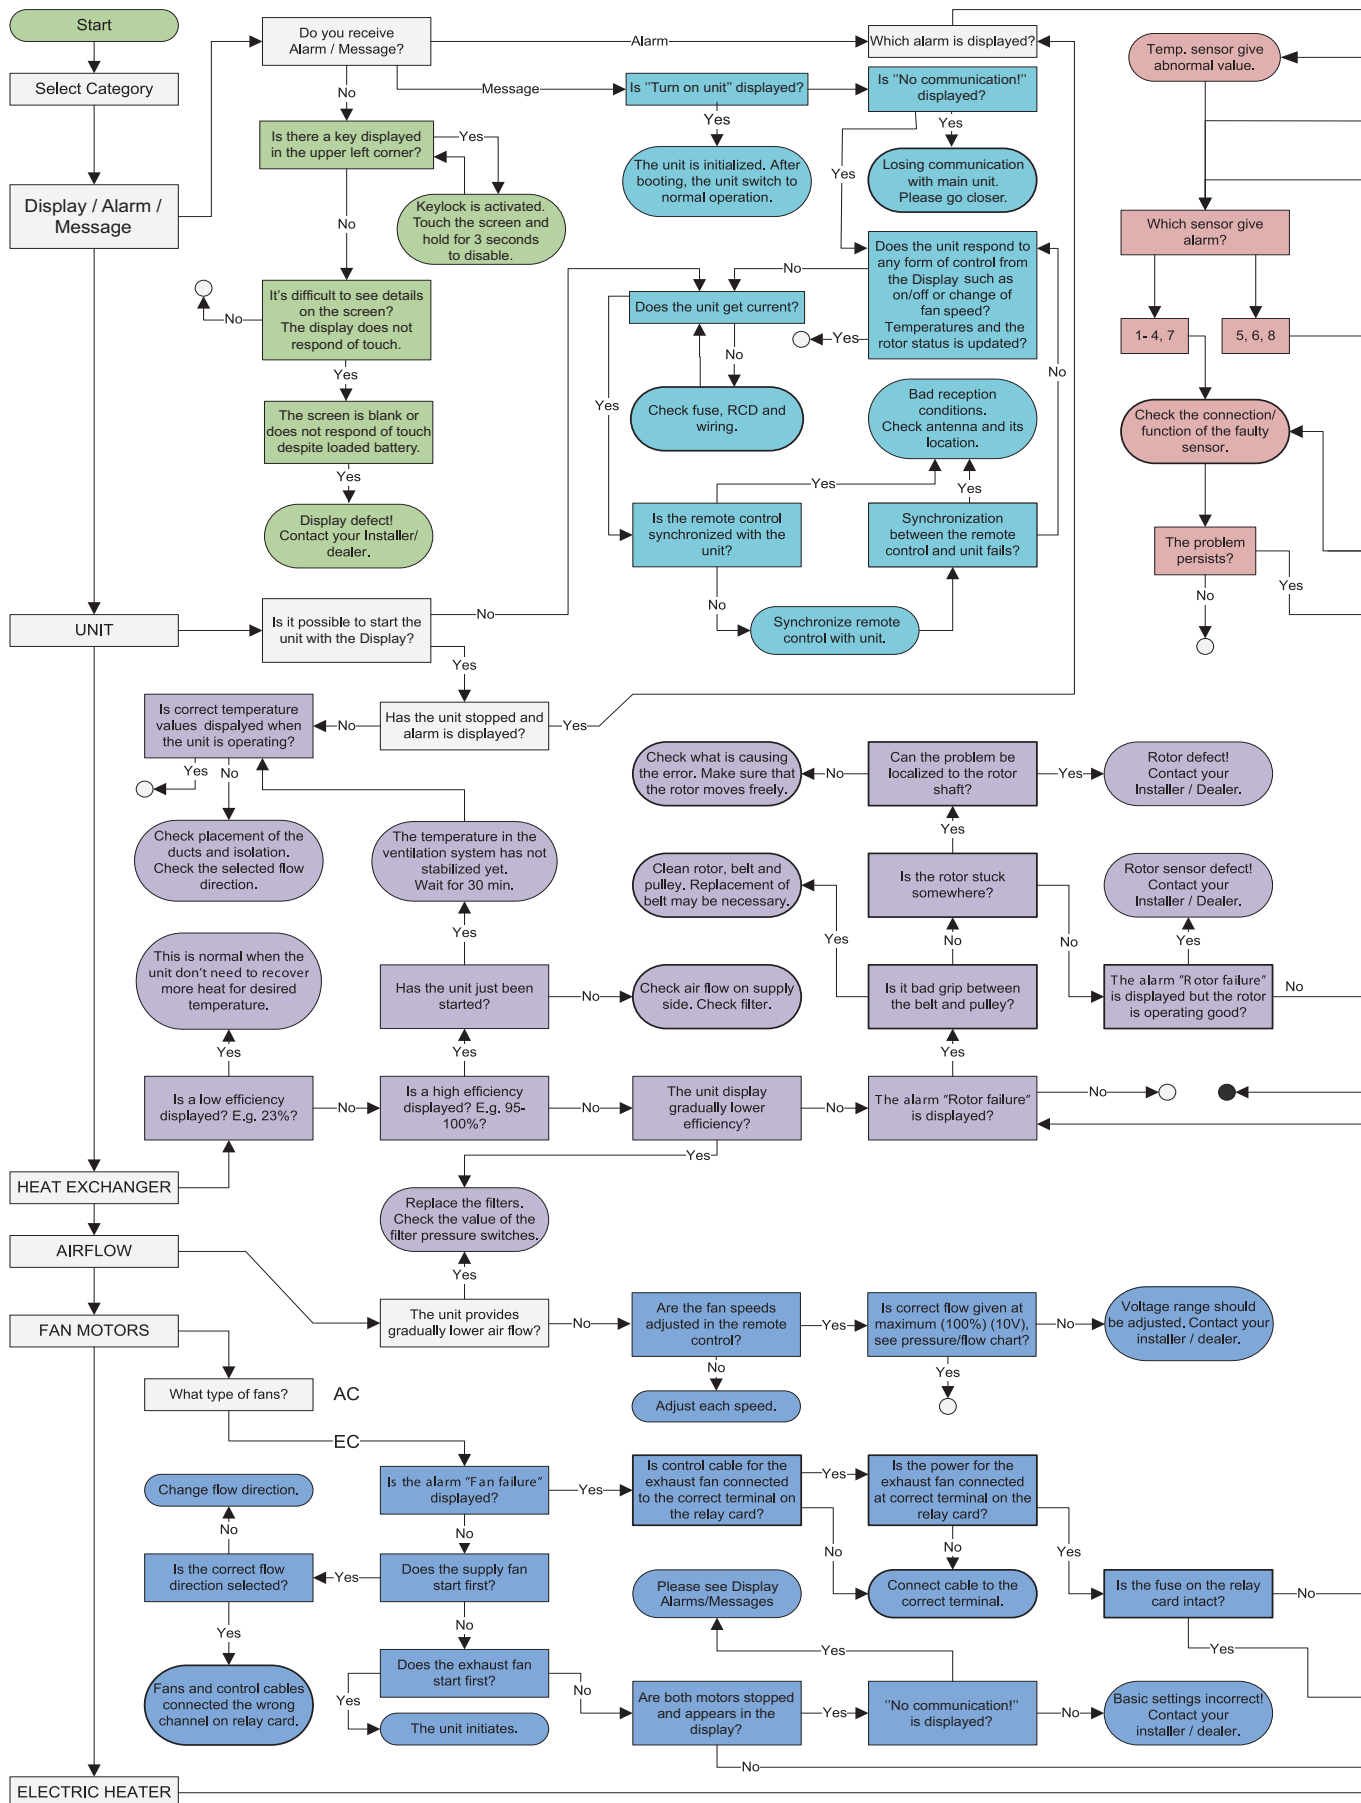 Start
Select Category
Display / Alarm /
Message
Do you receive
Alarm / Message?
Alarm
Which alarm is displayed?
Message
No
Is "Turn on unit" displayed?
Is "No communication!"
displayed?
Temp. sensor give
abnormal value.
Is there a key displayed
in the upper left corner?
Yes
Yes
The unit is initialized. After
booting, the unit switch to
normal operation.
Yes
Yes
Losing communication
with main unit.
Please go closer.
Keylock is activated.
Touch the screen and
hold for 3 seconds
to disable.
No
Which sensor give
alarm?
Does the unit respond to
any form of control from
the Display such as
on/off or change of
fan speed?
Temperatures and the
rotor status is updated?
No
Yes
No
It's difficult to see details
on the screen?
The display does not
respond of touch.
No
Does the unit get current?
No
Yes
1- 4, 7
5, 6, 8
Yes
The screen is blank or
does not respond of touch
despite loaded battery.
Check fuse, RCD and
wiring.
Bad reception
conditions.
Check antenna and its
location.
Check the connection/
function of the faulty
sensor.
Yes
Display defect!
Contact your Installer/
dealer.
Yes
Yes
Is the remote control
synchronized with the
unit?
Synchronization
between the remote
control and unit fails?
The problem
persists?
Yes
No
No
Synchronize remote
control with unit.
UNIT
Is it possible to start the
unit with the Display?
No
Yes
Is correct temperature
values  dispalyed when
the unit is operating?
No
Has the unit stopped and
alarm is displayed?
Yes
Yes
No
Check placement of the
ducts and isolation.
Check the selected flow
direction.
The temperature in the
ventilation system has not
stabilized yet.
Wait for 30 min.
Check what is causing
the error. Make sure that
the rotor moves freely.
No
Can the problem be
localized to the rotor
shaft?
Yes
Rotor defect!
Contact your
Installer / Dealer.
Yes
Clean rotor, belt and
pulley. Replacement of
belt may be necessary.
Is the rotor stuck
somewhere?
Rotor sensor defect!
Contact your
Installer / Dealer.
Yes
Yes
No
No
Yes
This is normal when the
unit don't need to recover
more heat for desired
temperature.
Has the unit just been
started?
No
Check air flow on supply
side. Check filter.
Is it bad grip between
the belt and pulley?
The alarm "Rotor failure"
is displayed but the rotor
is operating good?
No
Yes
Yes
Yes
Is a low efficiency
displayed? E.g. 23%?
No
Is a high efficiency
displayed? E.g. 95-
100%?
No
The unit display
gradually lower
efficiency?
No
The alarm "Rotor failure"
is displayed?
No
Yes
HEAT EXCHANGER
Replace the filters.
Check the value of the
filter pressure switches.
AIRFLOW
Yes
FAN MOTORS
The unit provides
gradually lower air flow?
No
Are the fan speeds
adjusted in the remote
control?
Yes
Is correct flow given at
maximum (100%) (10V),
see pressure/flow chart?
No
Voltage range should
be adjusted. Contact your
installer / dealer.
No
Yes
What type of fans?
AC
Adjust each speed.
EC
Change flow direction.
Is the alarm "Fan failure"
displayed?
Yes
Is control cable for the
exhaust fan connected
to the correct terminal on
the relay card?
Yes
Is the power for the
exhaust fan connected
at correct terminal on the
relay card?
No
No
No
No
Yes
Is the correct flow
direction selected?
Yes
Does the supply fan
start first?
Please see Display
Alarms/Messages
Connect cable to the
correct terminal.
Is the fuse on the relay
card intact?
No
Yes
No
Yes
Yes
Fans and control cables
connected the wrong
channel on relay card.
Does the exhaust fan
start first?
No
Yes
The unit initiates.
Are both motors stopped
and appears in the
display?
Yes
"No communication!"
is displayed?
No
Basic settings incorrect!
Contact your
installer / dealer.
No
ELECTRIC HEATER